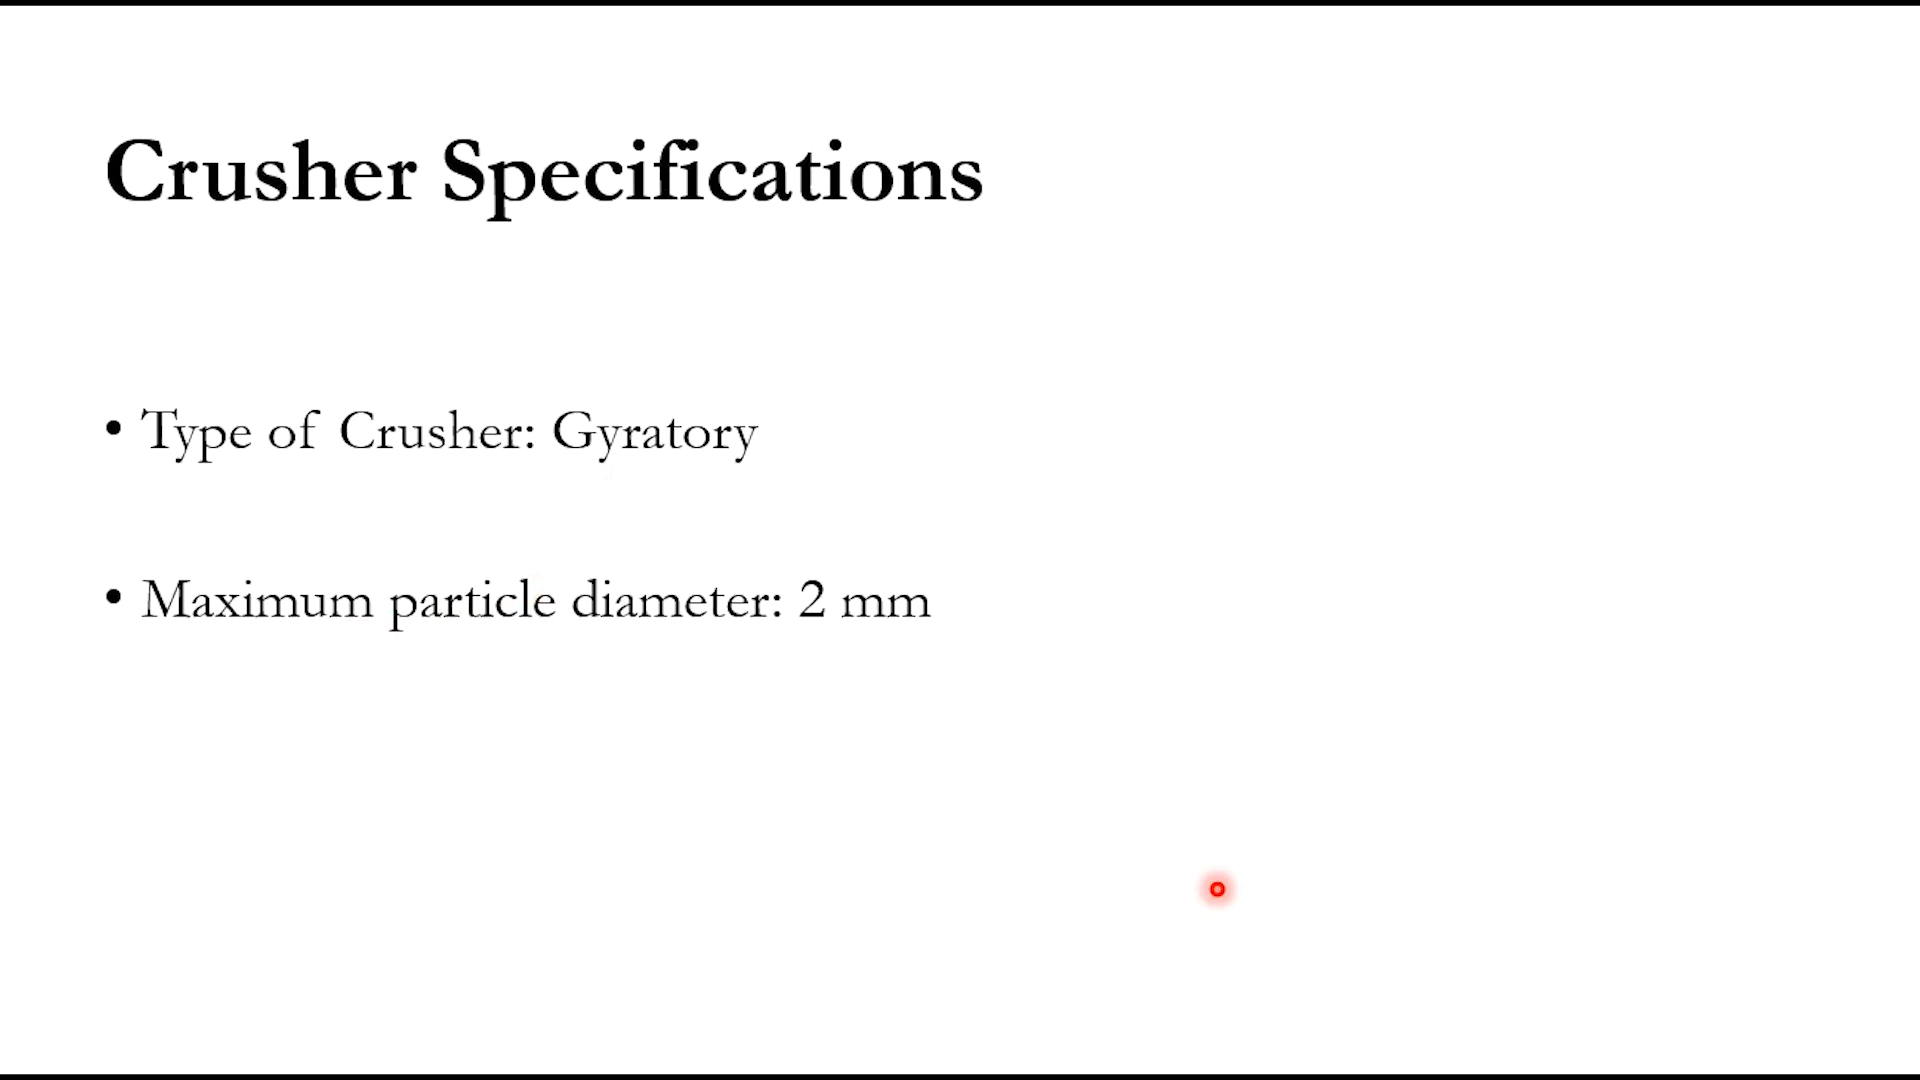 Crusher Specifications
• Type of Crusher: Gyratory
• Maximum particle diameter: 2 mm